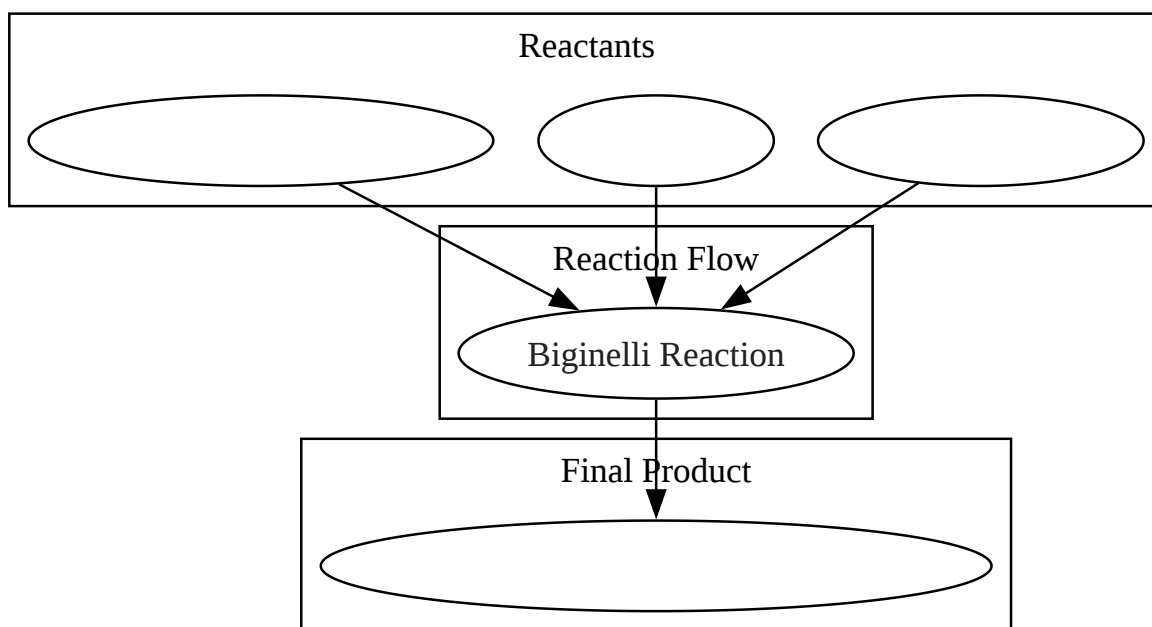 Reactants
Reaction Flow
Biginelli Reaction
Final Product